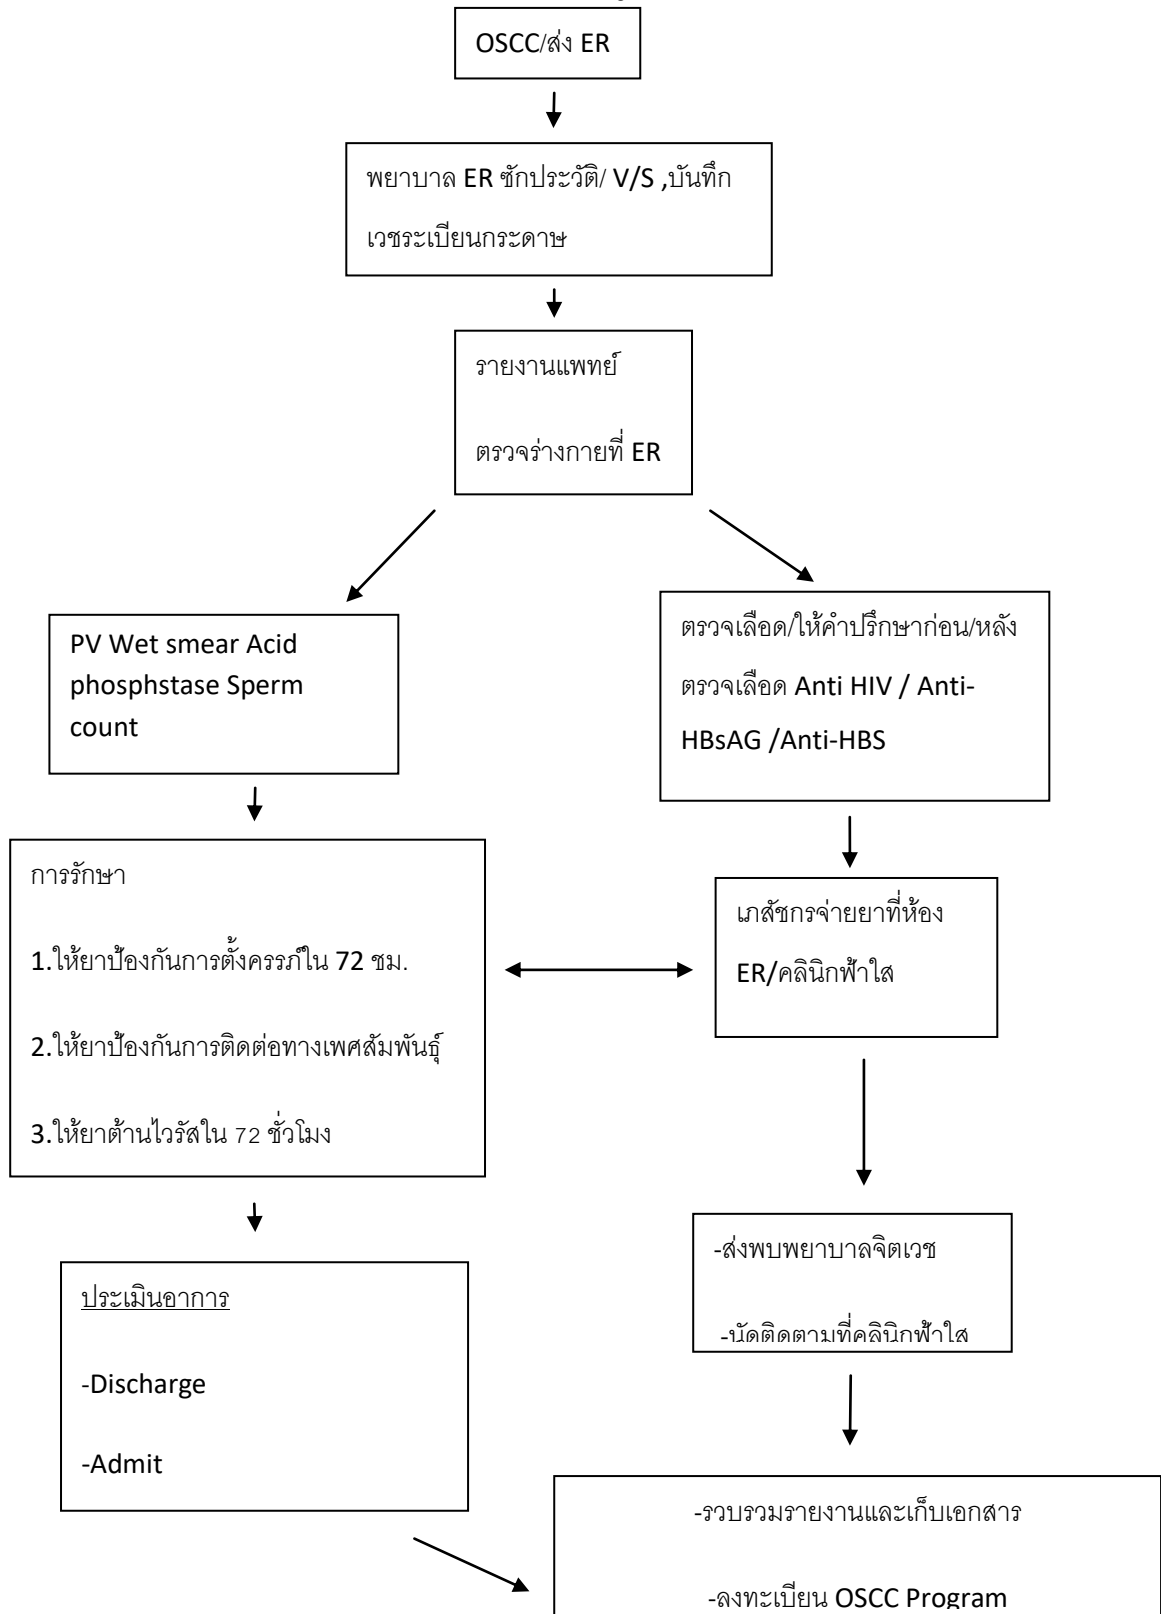 OSCC/ส่ง ER
พยาบาล ER ซักประวัติ/ V/S ,บันทึก
เวชระเบียนกระดาษ
รายงานแพทย์
ตรวจร่างกายที่ ER
PV Wet smear Acid
phosphstase Sperm
count
ตรวจเลือด/ให้คำปรึกษาก่อน/หลัง
ตรวจเลือด Anti HIV / Anti-
HBsAG /Anti-HBS
การรักษา
1.ให้ยาป้องกันการตั้งครรภ์ใน 72 ชม.
2.ให้ยาป้องกันการติดต่อทางเพศสัมพันธุ์
3.ให้ยาต้านไวรัสใน 72 ชั่วโมง
เภสัชกรจ่ายยาที่ห้อง
ER/คลินิกฟ้าใส
ประเมินอาการ
-Discharge
-Admit
-ส่งพบพยาบาลจิตเวช
-นัดติดตามที่คลินิกฟ้าใส
-รวบรวมรายงานและเก็บเอกสาร
-ลงทะเบียน OSCC Program